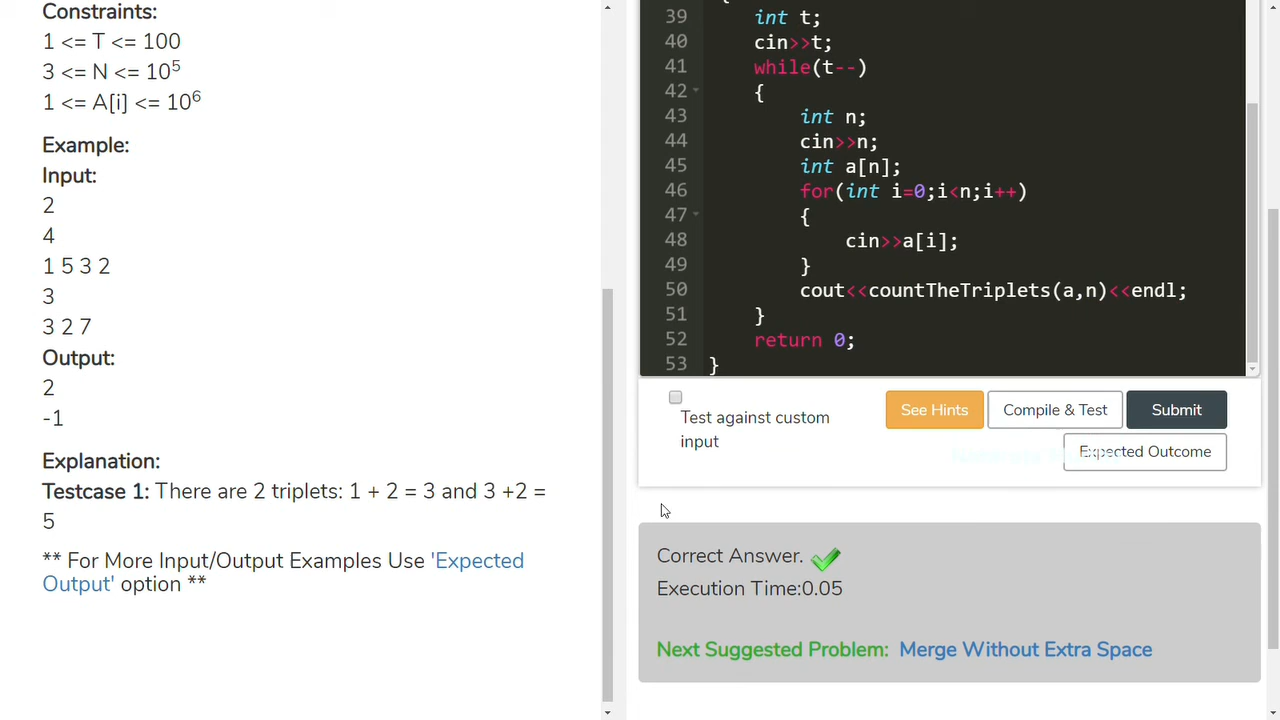 Constraints:
1 <= T <= 100
3 <= N <= 10⁵
1 <= A[i] <= 10⁶
Example:
Input:
2
4
1 5 3 2
3
3 2 7
Output:
2
-1
Explanation:
Testcase 1: There are 2 triplets: 1 + 2 = 3 and 3 +2 =
5
** For More Input/Output Examples Use 'Expected
Output' option **
39 int t;
40 cin>>t;
41 while(t--)
42 {
43 int n;
44 cin>>n;
45 int a[n];
46 for(int i=0;i<n;i++)
47 {
48 cin>>a[i];
49 }
50 cout<<countTheTriplets(a,n)<<endl;
51 }
52 return 0;
53 }
Test against custom
input
See Hints
Compile & Test
Submit
Expected Outcome
Correct Answer.
Execution Time:0.05
Next Suggested Problem: Merge Without Extra Space